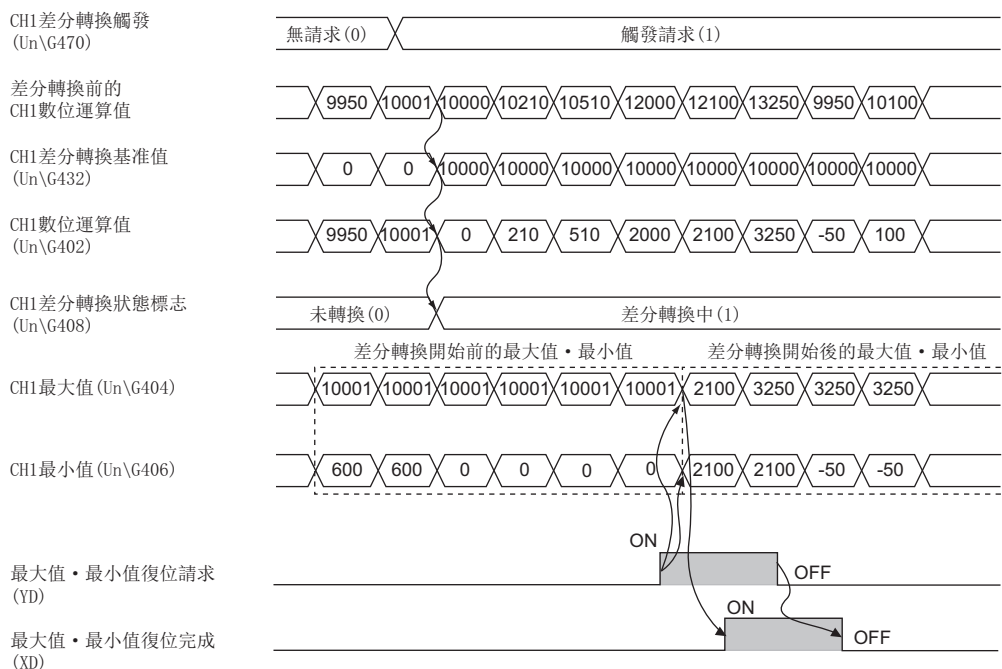 CH1差分轉換觸發
(Un\G470)
無請求(0)
觸發請求(1)
差分轉換前的
CH1數位運算值
9950 10001 10000 10210 10510 12000 12100 13250 9950 10100
CH1差分轉換基准值
(Un\G432)
0 0 10000 10000 10000 10000 10000 10000 10000 10000
CH1數位運算值
(Un\G402)
9950 10001 0 210 510 2000 2100 3250 -50 100
CH1差分轉換狀態標志
(Un\G408)
未轉換(0)
差分轉換中(1)
差分轉換開始前的最大值・最小值
差分轉換開始後的最大值・最小值
CH1最大值(Un\G404)
10001 10001 10001 10001 10001 10001 2100 3250 3250 3250
CH1最小值(Un\G406)
600 600 0 0 0 0 2100 2100 -50 -50
ON
最大值・最小值復位請求
(YD)
OFF
ON
最大值・最小值復位完成
(XD)
OFF